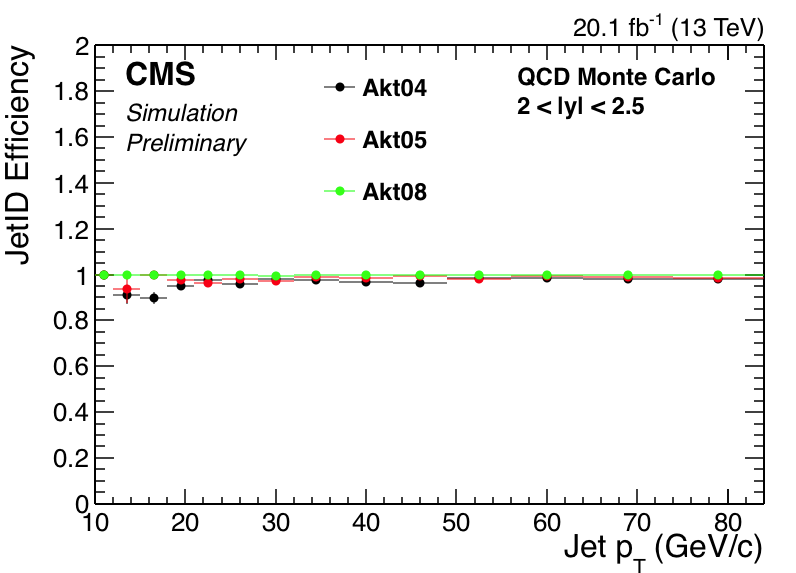 20.1 fb⁻¹ (13 TeV)
JetID Efficiency
CMS
Simulation
Preliminary
Akt04
Akt05
Akt08
QCD Monte Carlo
2 < |y| < 2.5
2
1.8
1.6
1.4
1.2
1
0.8
0.6
0.4
0.2
0
10 20 30 40 50 60 70 80
Jet p_T (GeV/c)